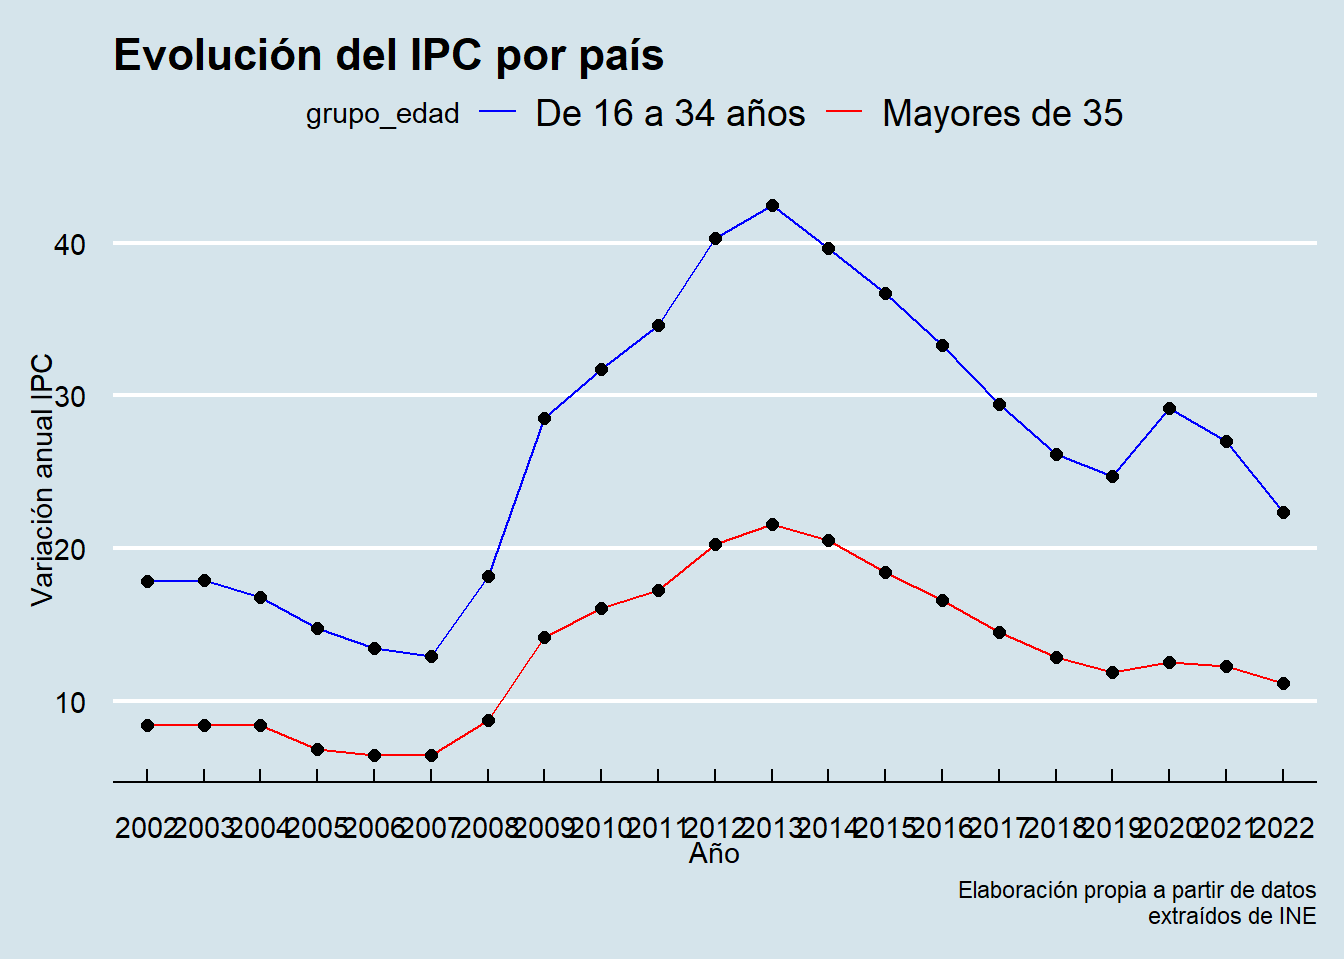 Evolución del IPC por país
grupo_edad De 16 a 34 años Mayores de 35
Variación anual IPC
40
30
20
10
2002 2003 2004 2005 2006 2007 2008 2009 2010 2011 2012 2013 2014 2015 2016 2017 2018 2019 2020 2021 2022
Año
Elaboración propia a partir de datos
extraídos de INE